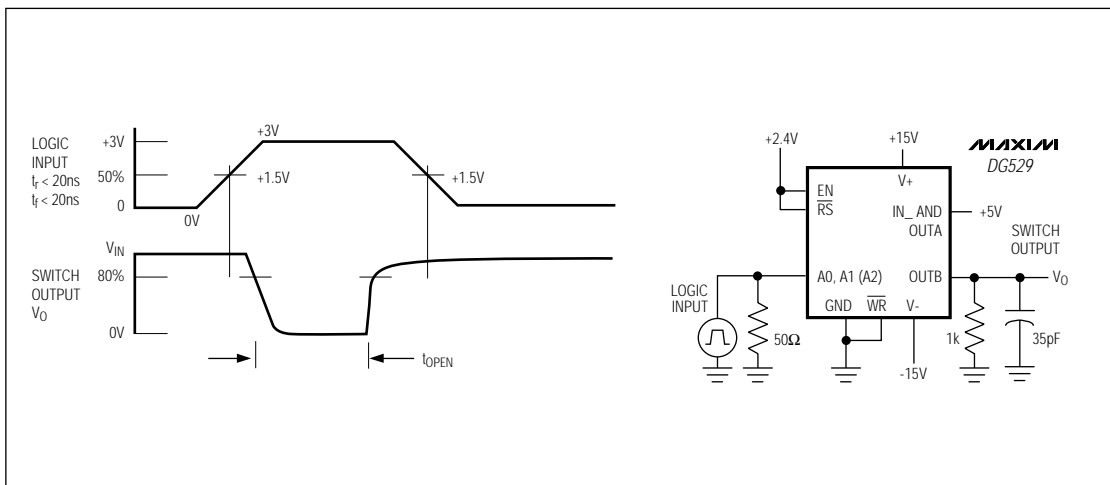 LOGIC
INPUT
tr < 20ns
tf < 20ns
+3V
50%
0
+3V
+1.5V
+1.5V
0V
SWITCH
OUTPUT
VO
VIN
80%
0V
tOPEN
+2.4V
+15V
MAXIM
DG529
V+
EN
RS
IN_ AND
OUTA
+5V
SWITCH
OUTPUT
A0, A1 (A2)
OUTB
VO
LOGIC
INPUT
GND
WR
V-
50Ω
1k
35pF
-15V